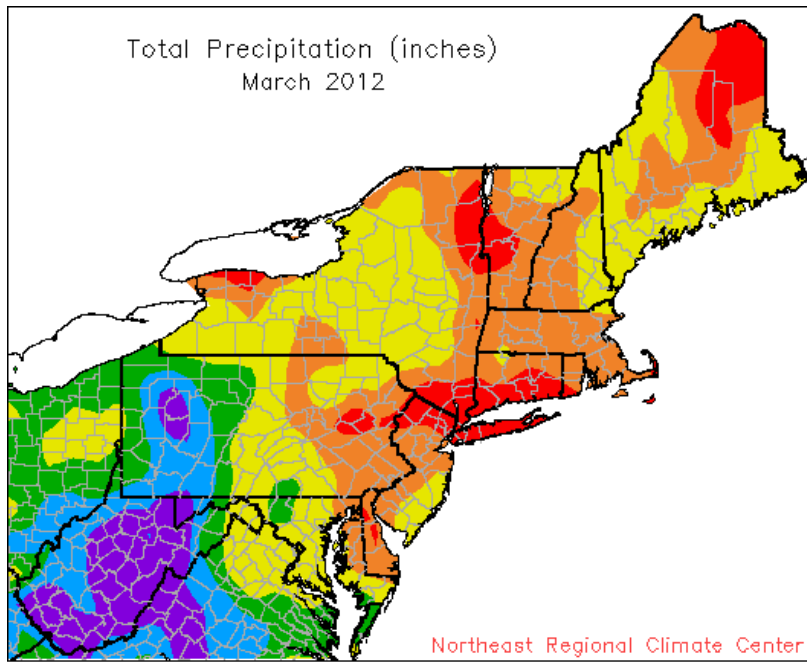 Total Precipitation (inches)
March 2012
Northeast Regional Climate Center